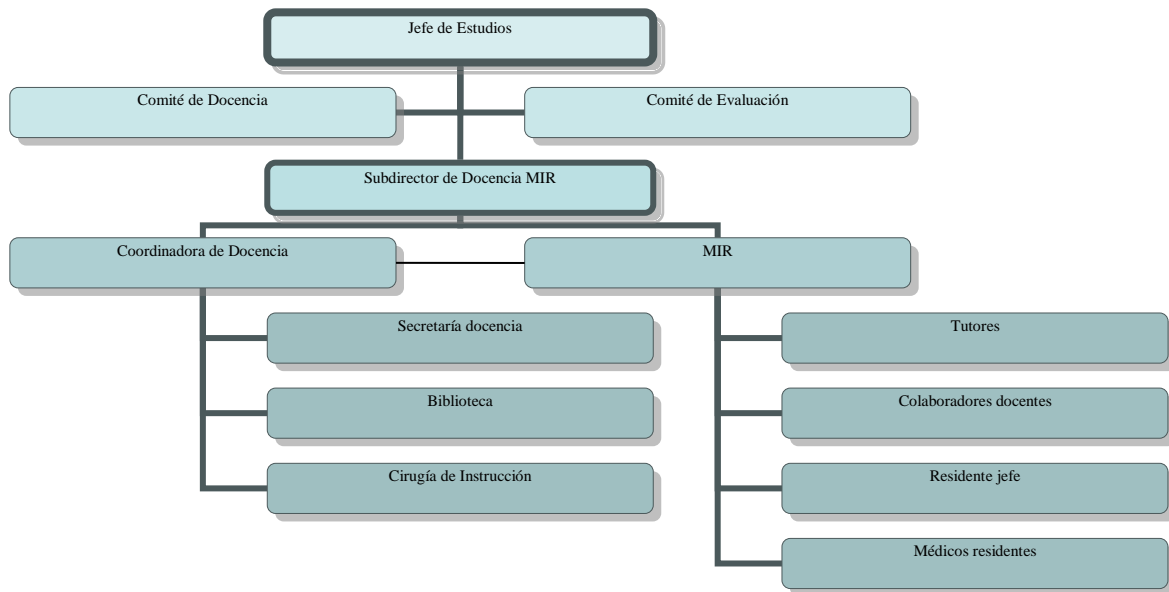 Jefe de Estudios
Comité de Docencia
Comité de Evaluación
Subdirector de Docencia MIR
Coordinadora de Docencia
MIR
Secretaría docencia
Biblioteca
Cirugía de Instrucción
Tutores
Colaboradores docentes
Residente jefe
Médicos residentes